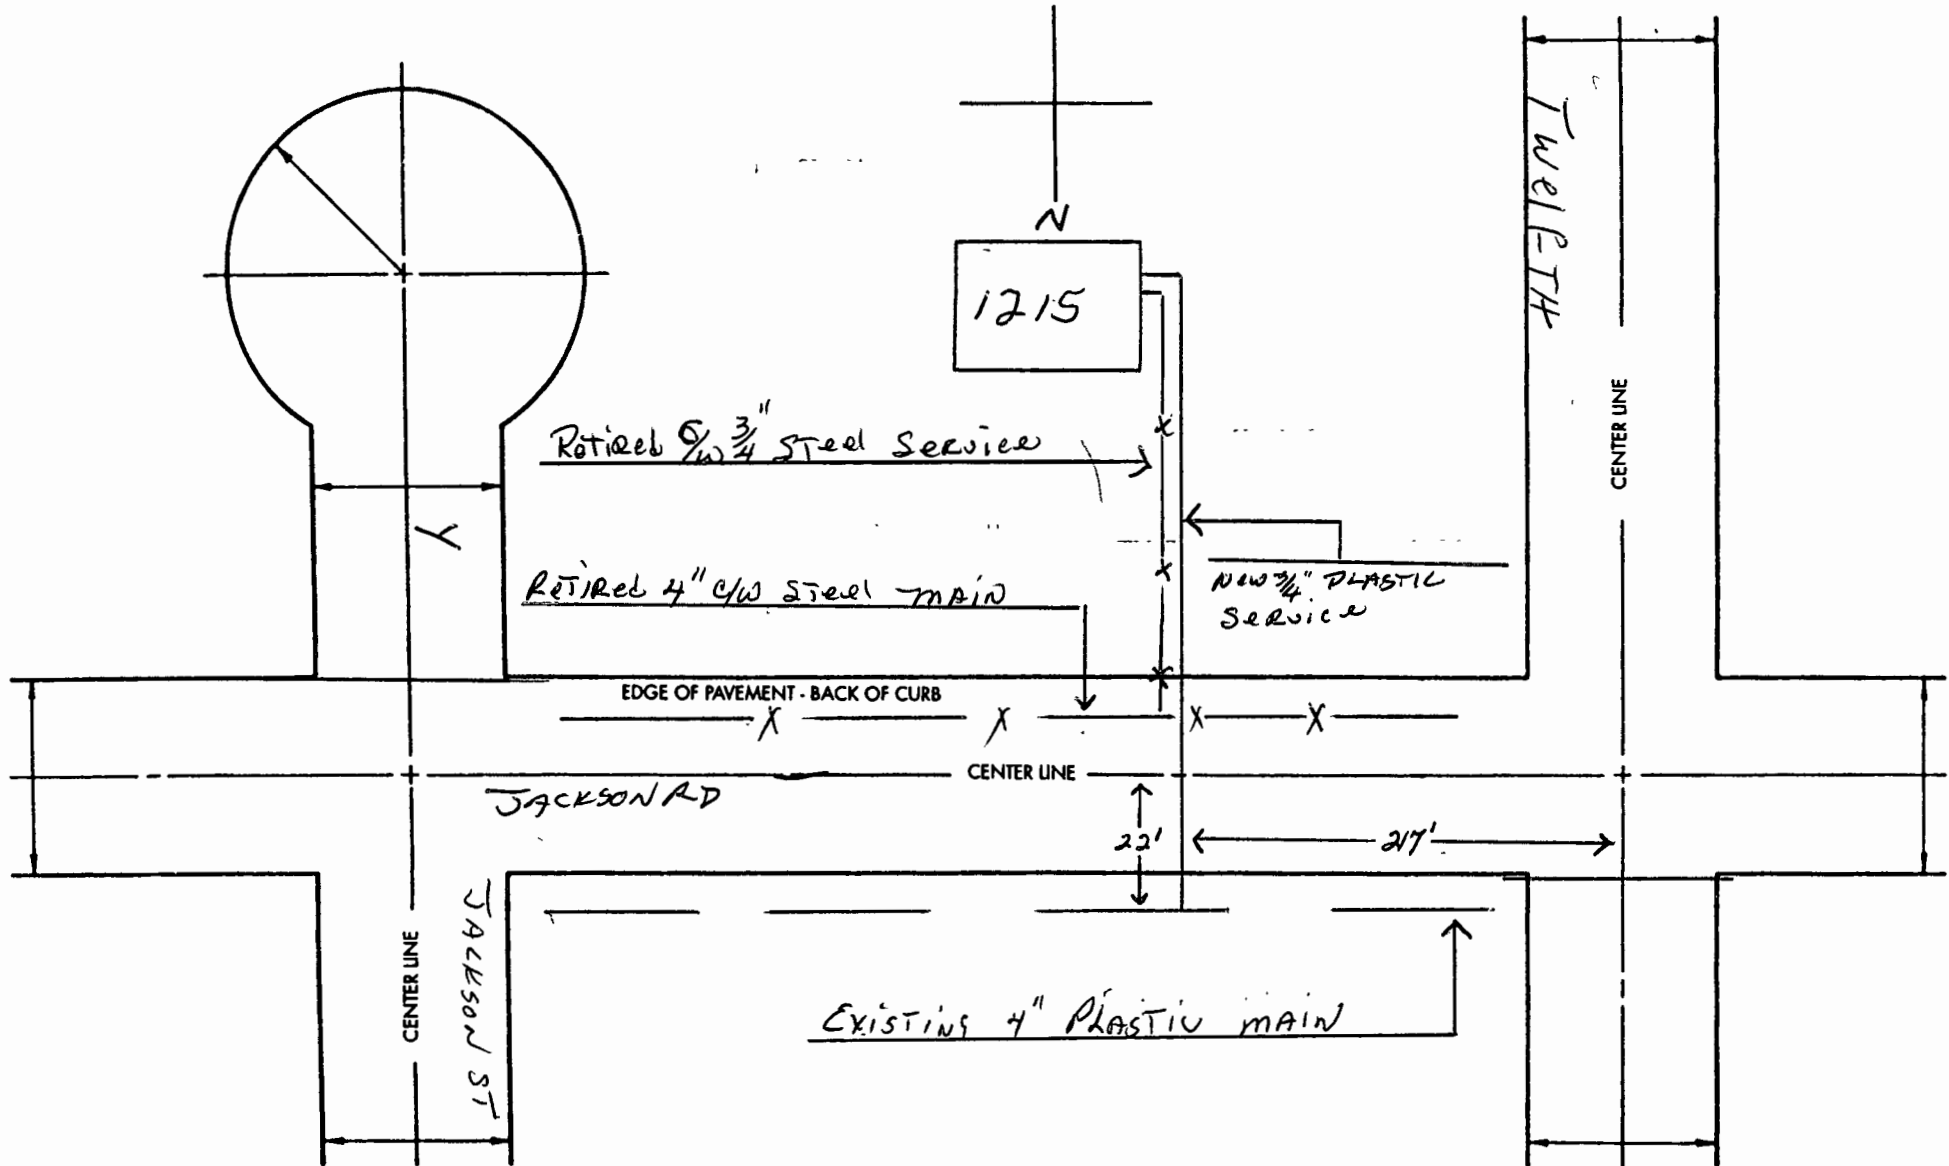 N
TwelFTH
1215
CENTER LINE
Retired C/W 3/4" Steel Service
Y
Retired 4" C/W Steel MAIN
New 3/4" PLASTIC
Service
EDGE OF PAVEMENT - BACK OF CURB
X X X X
CENTER LINE
JACKSON RD
22'
217'
JACKSON ST
CENTER LINE
Existing 4" Plastic MAIN